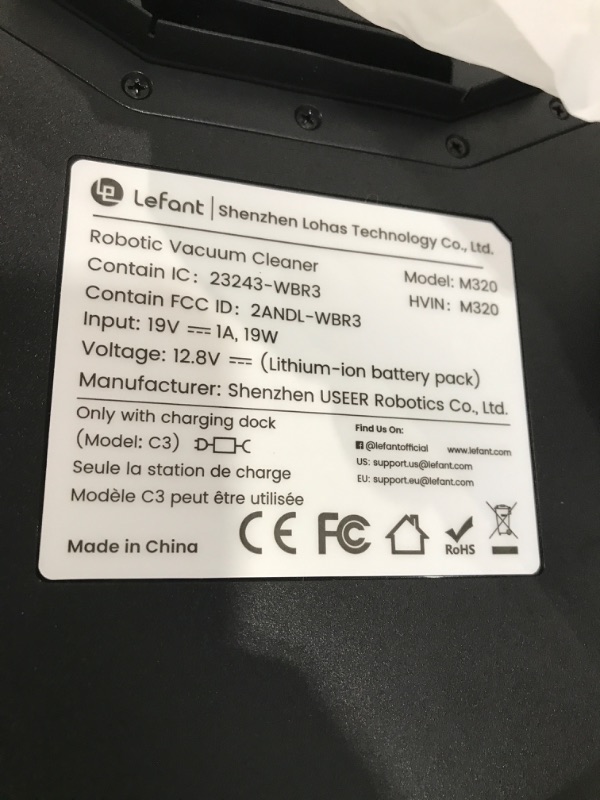 Lefant | Shenzhen Lohas Technology Co., Ltd.
Robotic Vacuum Cleaner
Model: M320
Contain IC: 23243-WBR3
HVIN: M320
Contain FCC ID: 2ANDL-WBR3
Input: 19V ⎓ 1A, 19W
Voltage: 12.8V ⎓ (Lithium-ion battery pack)
Manufacturer: Shenzhen USEER Robotics Co., Ltd.
Only with charging dock
(Model: C3)
Seule la station de charge
Modèle C3 peut être utilisée
Find Us On:
@lefantofficial www.lefant.com
US: support.us@lefant.com
EU: support.eu@lefant.com
Made in China
CE FC RoHS